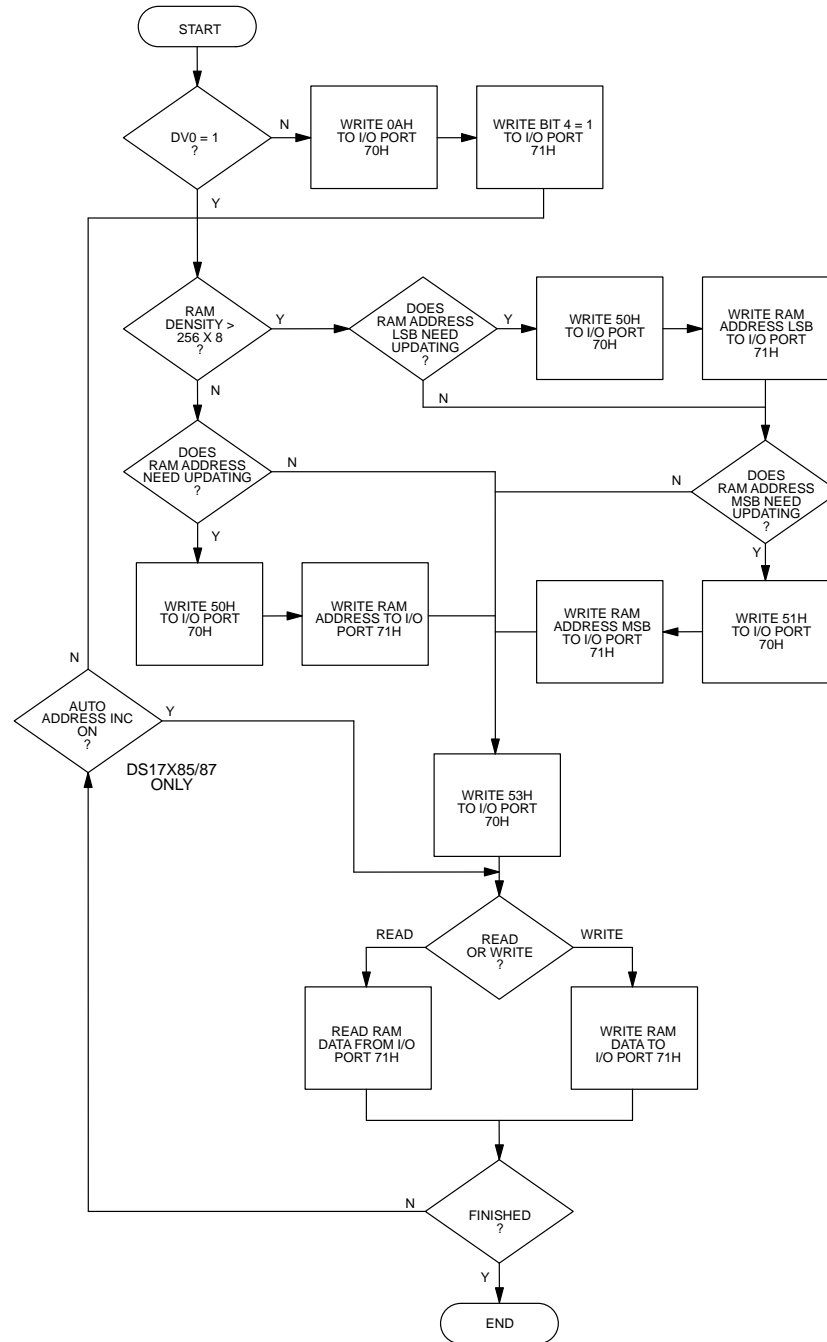 START
DV0 = 1
?
N
WRITE 0AH
TO I/O PORT
70H
WRITE BIT 4 = 1
TO I/O PORT
71H
Y
RAM
DENSITY >
256 X 8
?
Y
DOES
RAM ADDRESS
LSB NEED
UPDATING
?
Y
WRITE 50H
TO I/O PORT
70H
WRITE RAM
ADDRESS LSB
TO I/O PORT
71H
N
N
DOES
RAM ADDRESS
NEED UPDATING
?
N
N
DOES
RAM ADDRESS
MSB NEED
UPDATING
?
Y
Y
WRITE 50H
TO I/O PORT
70H
WRITE RAM
ADDRESS TO I/O
PORT 71H
WRITE RAM
ADDRESS MSB
TO I/O PORT
71H
WRITE 51H
TO I/O PORT
70H
N
AUTO
ADDRESS INC
ON
?
Y
DS17X85/87
ONLY
WRITE 53H
TO I/O PORT
70H
READ
READ
OR WRITE
?
WRITE
READ RAM
DATA FROM I/O
PORT 71H
WRITE RAM
DATA TO
I/O PORT 71H
N
FINISHED
?
Y
END